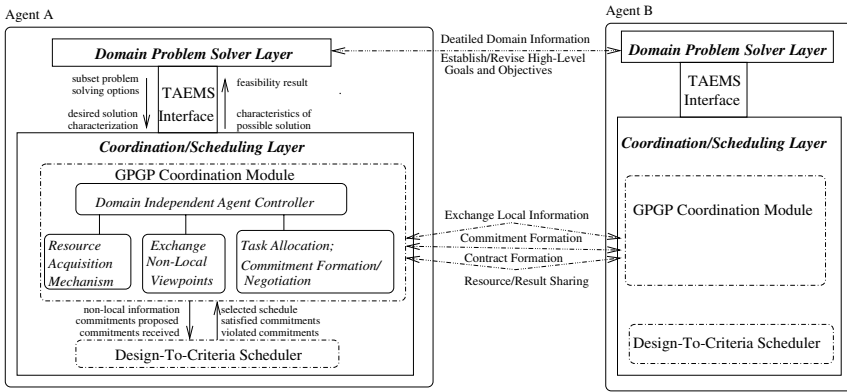 Agent A
Domain Problem Solver Layer
subset problem
solving options
desired solution
characterization
TAEMS
Interface
feasibility result
characteristics of
possible solution
Coordination/Scheduling Layer
GPGP Coordination Module
Domain Independent Agent Controller
Resource
Acquisition
Mechanism
Exchange
Non-Local
Viewpoints
Task Allocation;
Commitment Formation/
Negotiation
non-local information
commitments proposed
commitments received
selected schedule
satisfied commitments
violated commitments
Design-To-Criteria Scheduler
Deatiled Domain Information
Establish/Revise High-Level
Goals and Objectives
Exchange Local Information
Commitment Formation
Contract Formation
Resource/Result Sharing
Agent B
Domain Problem Solver Layer
TAEMS
Interface
Coordination/Scheduling Layer
GPGP Coordination Module
Design-To-Criteria Scheduler